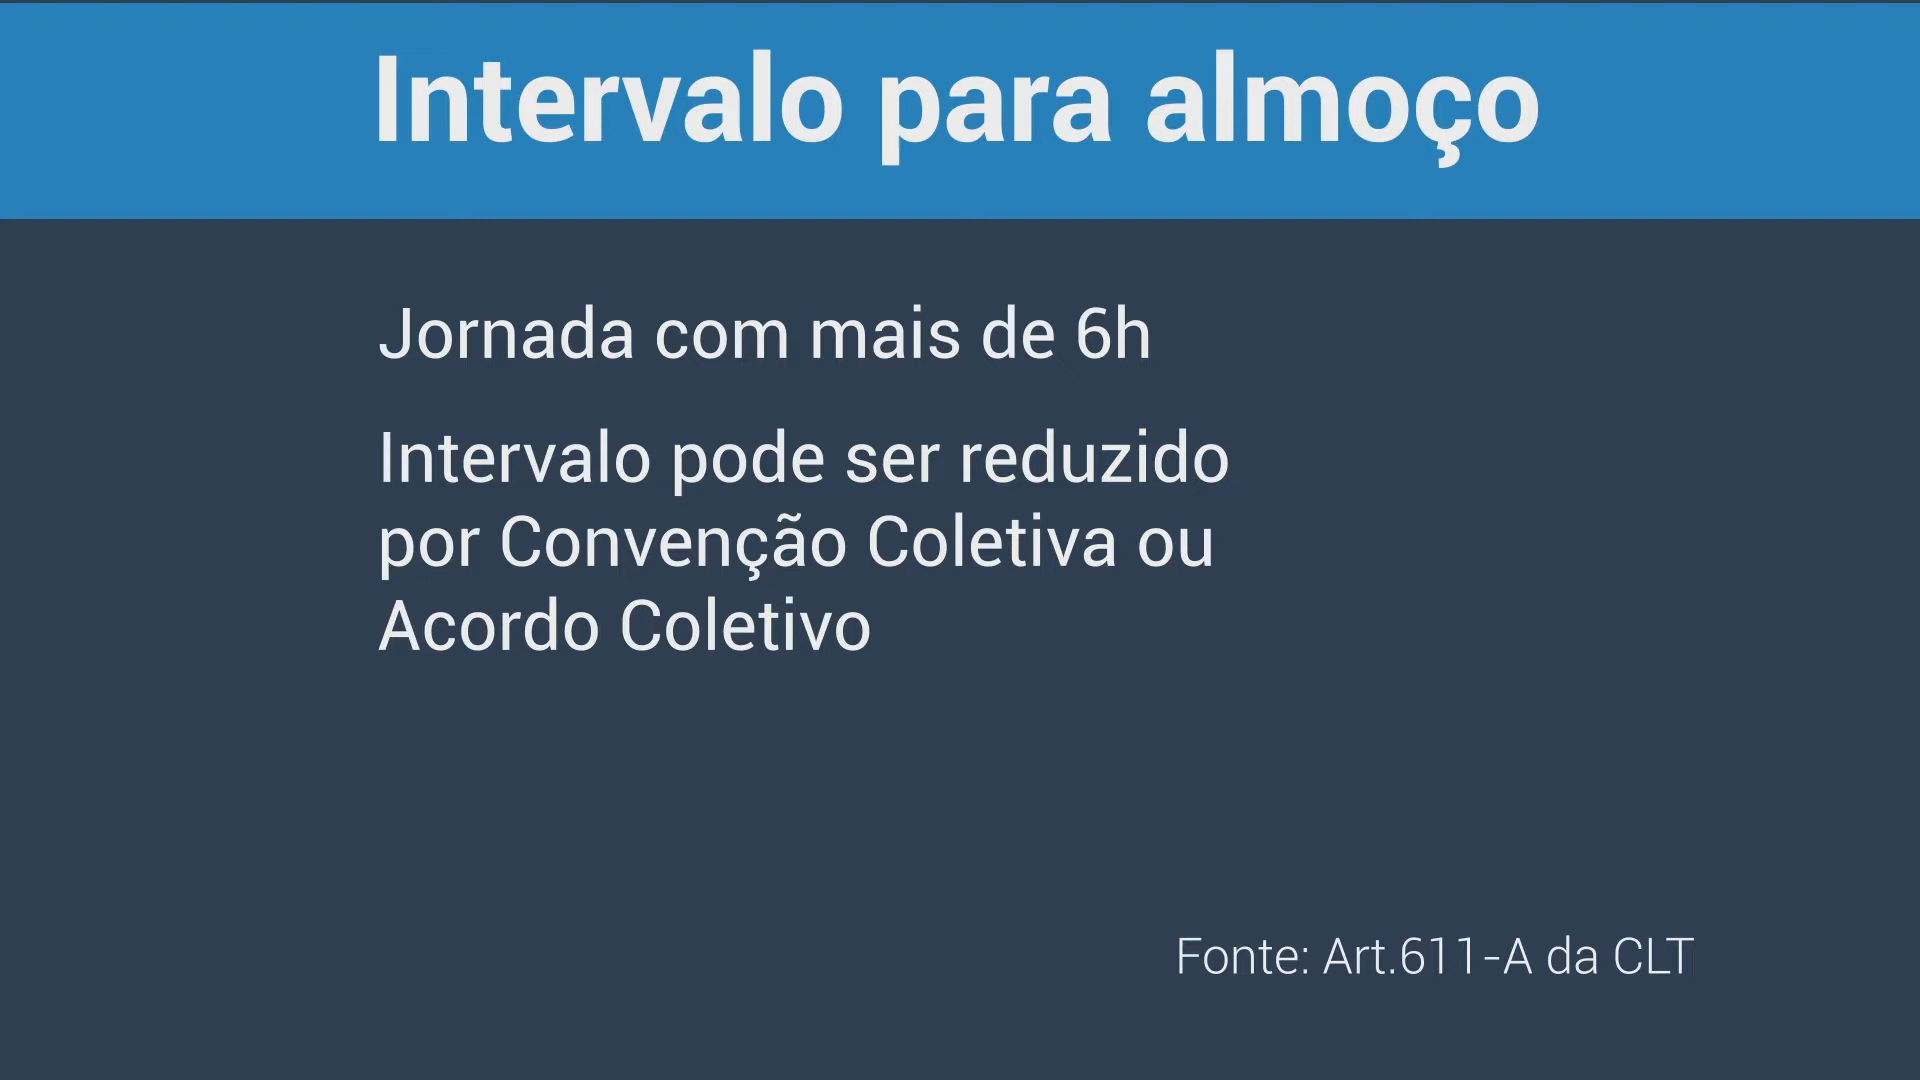 Intervalo para almoço
Jornada com mais de 6h
Intervalo pode ser reduzido
por Convenção Coletiva ou
Acordo Coletivo
Fonte: Art.611-A da CLT